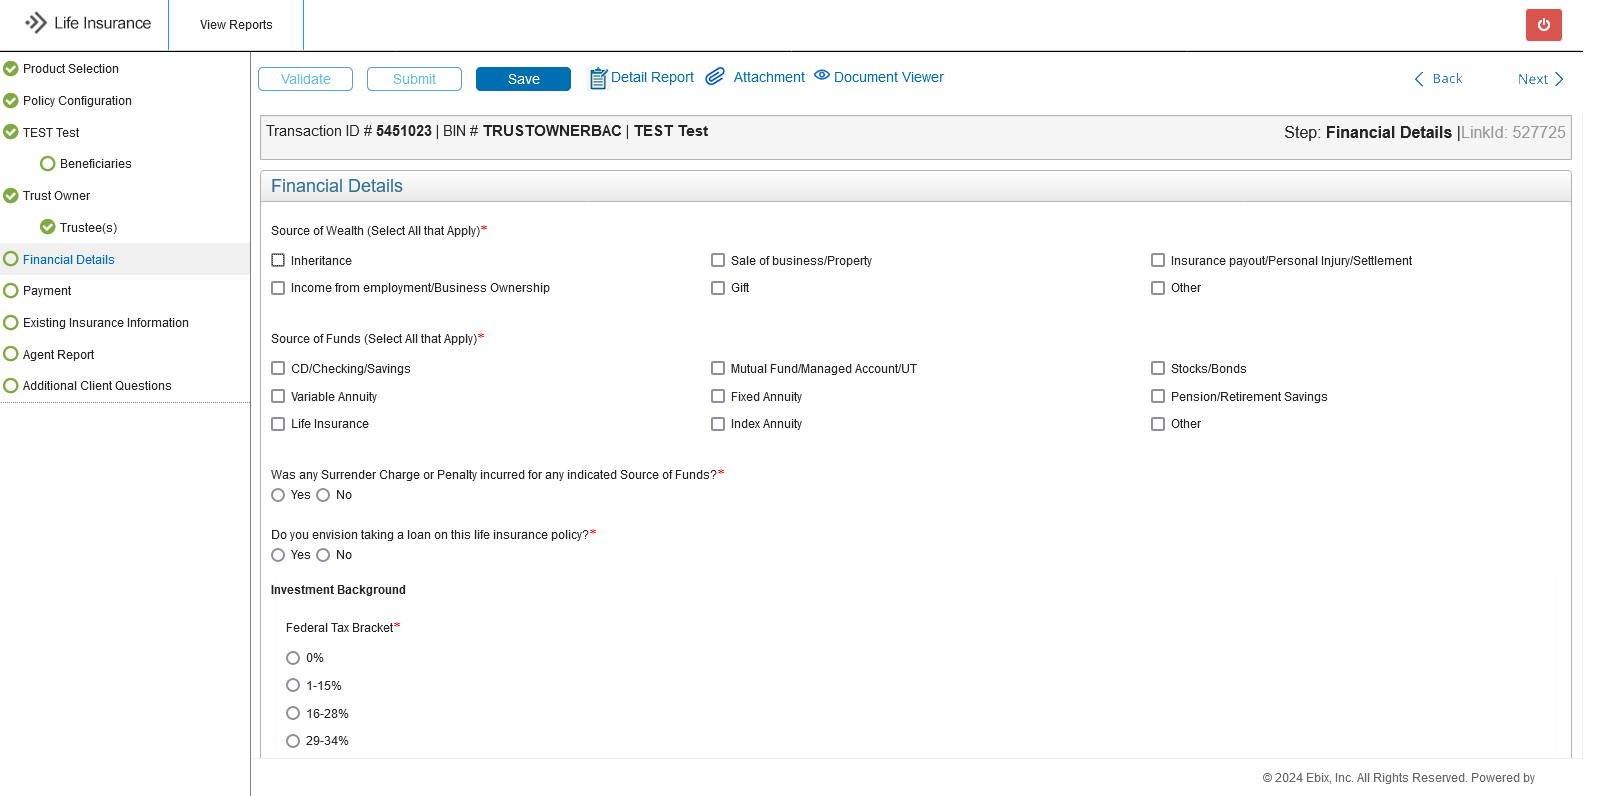 Life Insurance
View Reports
Product Selection
Policy Configuration
TEST Test
Beneficiaries
Trust Owner
Trustee(s)
Financial Details
Payment
Existing Insurance Information
Agent Report
Additional Client Questions
Validate Submit Save Detail Report Attachment Document Viewer Back Next
Transaction ID # 5451023 | BIN # TRUSTOWNERBAC | TEST Test
Step: Financial Details |LinkId: 527725
Financial Details
Source of Wealth (Select All that Apply)*
Inheritance Sale of business/Property Insurance payout/Personal Injury/Settlement
Income from employment/Business Ownership Gift Other
Source of Funds (Select All that Apply)*
CD/Checking/Savings Mutual Fund/Managed Account/UT Stocks/Bonds
Variable Annuity Fixed Annuity Pension/Retirement Savings
Life Insurance Index Annuity Other
Was any Surrender Charge or Penalty incurred for any indicated Source of Funds?*
Yes No
Do you envision taking a loan on this life insurance policy?*
Yes No
Investment Background
Federal Tax Bracket*
0%
1-15%
16-28%
29-34%
© 2024 Ebix, Inc. All Rights Reserved. Powered by